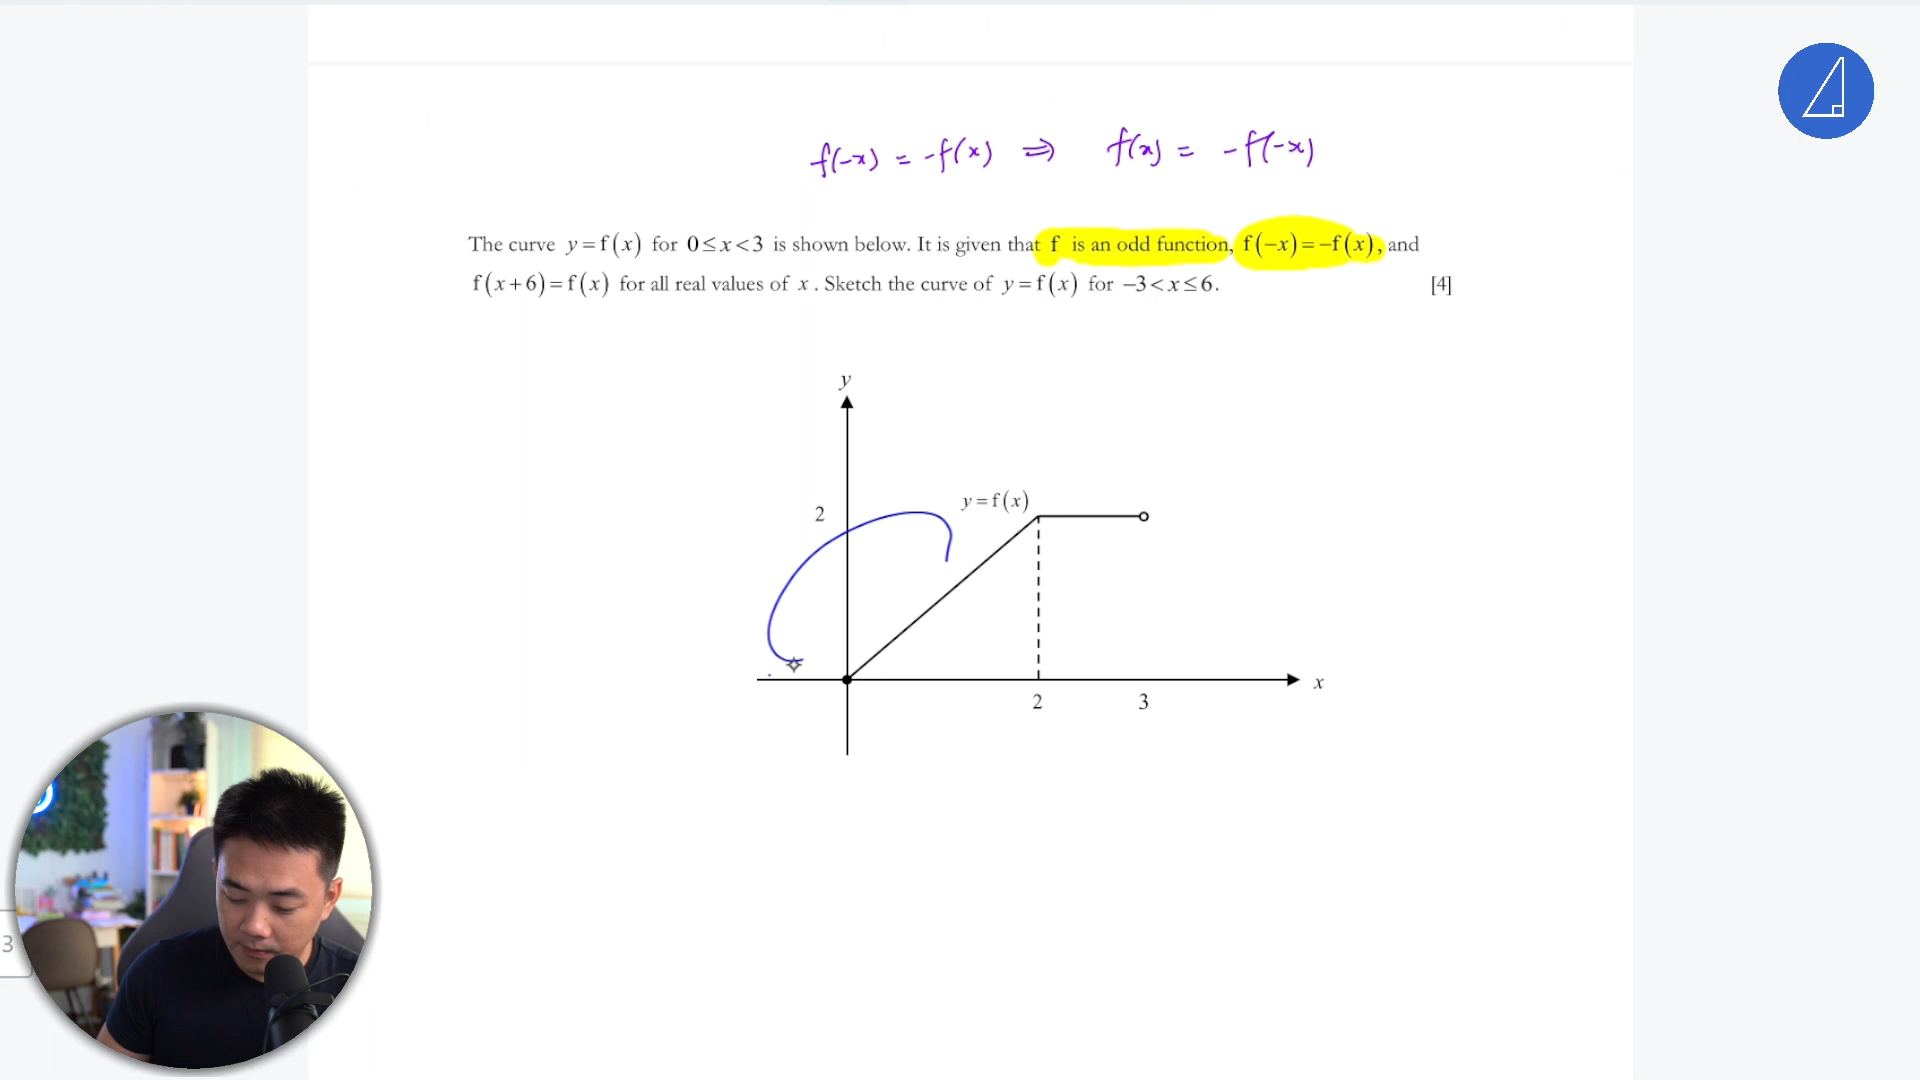 f(-x) = -f(x) ⇒ f(x) = -f(-x)
The curve y=f(x) for 0≤x<3 is shown below. It is given that f is an odd function, f(−x)=−f(x), and
f(x+6)=f(x) for all real values of x. Sketch the curve of y=f(x) for −3<x≤6. [4]
y
2
y=f(x)
x
2 3
3